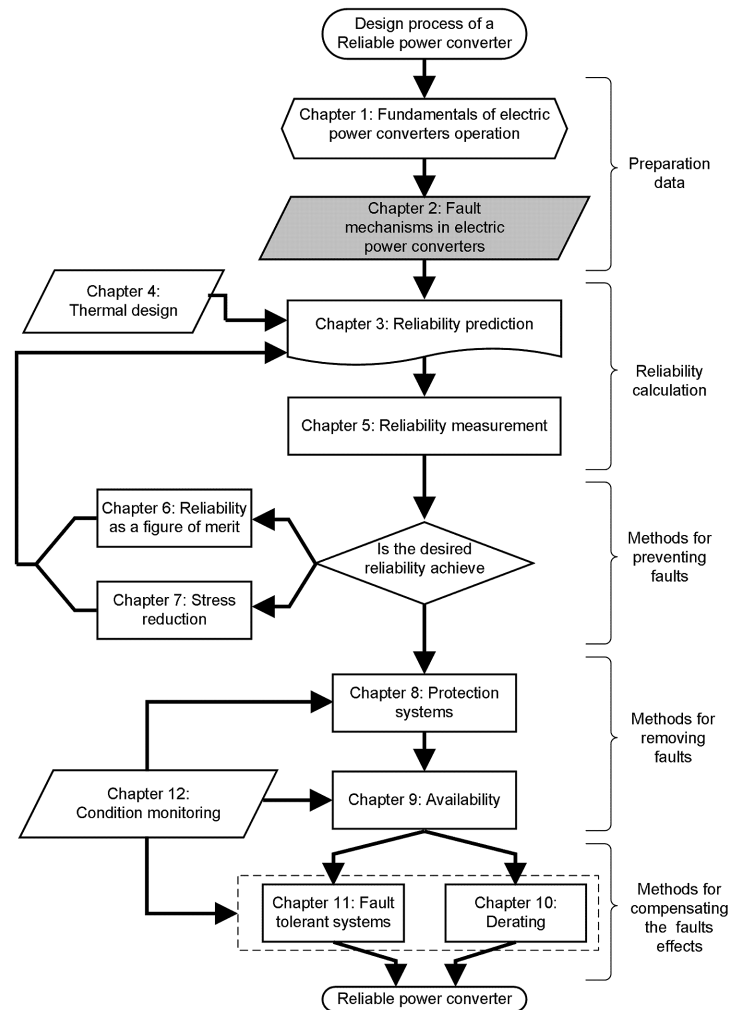 Design process of a
Reliable power converter
Chapter 1: Fundamentals of electric
power converters operation
Preparation
data
Chapter 2: Fault
mechanisms in electric
power converters
Chapter 4:
Thermal design
Chapter 3: Reliability prediction
Reliability
calculation
Chapter 5: Reliability measurement
Chapter 6: Reliability
as a figure of merit
Is the desired
reliability achieve
Methods for
preventing
faults
Chapter 7: Stress
reduction
Chapter 8: Protection
systems
Methods for
removing
faults
Chapter 12:
Condition monitoring
Chapter 9: Availability
Chapter 11: Fault
tolerant systems
Chapter 10:
Derating
Methods for
compensating
the faults
effects
Reliable power converter